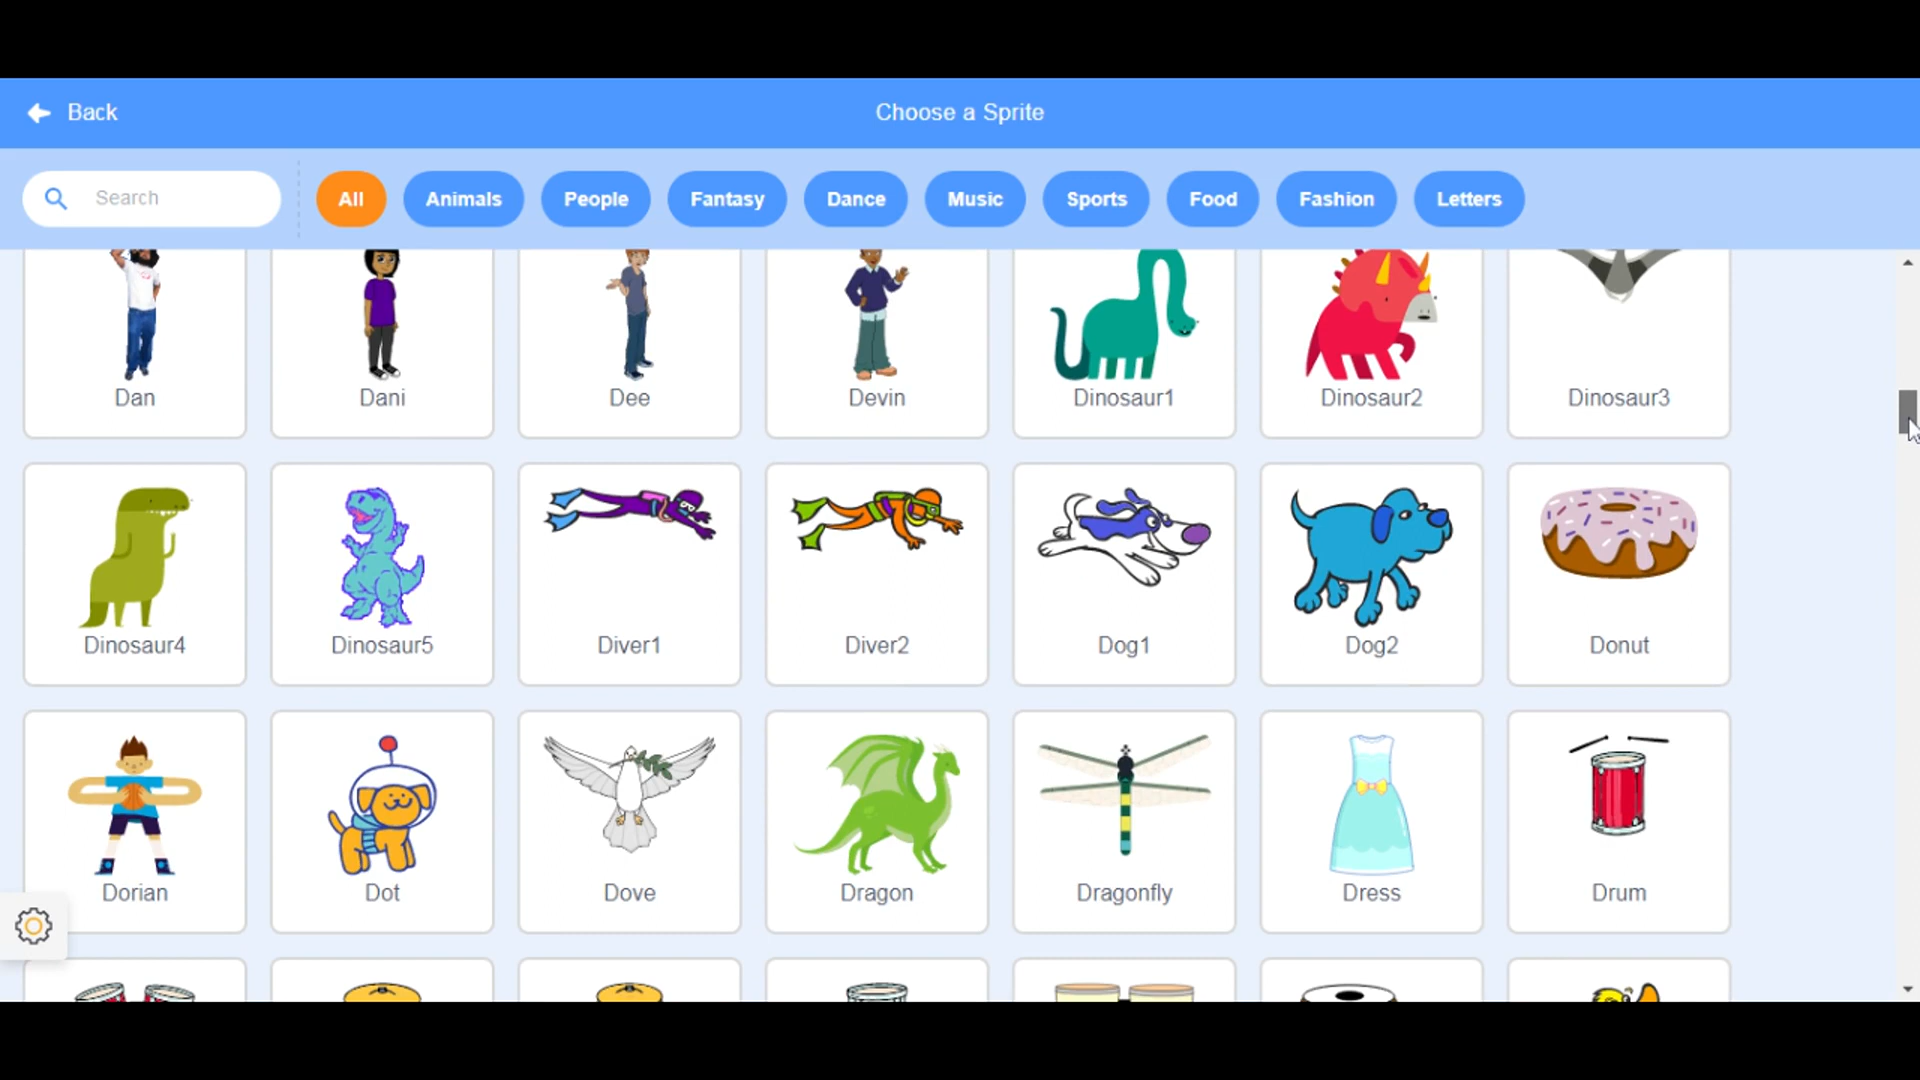 Back
Choose a Sprite
Search
All Animals People Fantasy Dance Music Sports Food Fashion Letters
Dan Dani Dee Devin Dinosaur1 Dinosaur2 Dinosaur3
Dinosaur4 Dinosaur5 Diver1 Diver2 Dog1 Dog2 Donut
Dorian Dot Dove Dragon Dragonfly Dress Drum